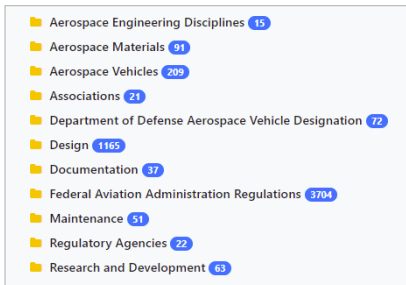 Aerospace Engineering Disciplines 15
Aerospace Materials 91
Aerospace Vehicles 209
Associations 21
Department of Defense Aerospace Vehicle Designation 72
Design 1165
Documentation 37
Federal Aviation Administration Regulations 3704
Maintenance 51
Regulatory Agencies 22
Research and Development 63